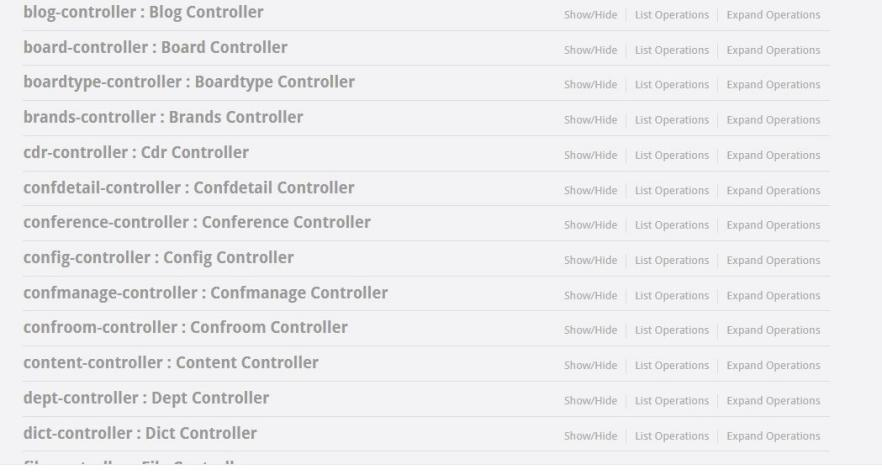 blog-controller : Blog Controller Show/Hide List Operations Expand Operations
board-controller : Board Controller Show/Hide List Operations Expand Operations
boardtype-controller : Boardtype Controller Show/Hide List Operations Expand Operations
brands-controller : Brands Controller Show/Hide List Operations Expand Operations
cdr-controller : Cdr Controller Show/Hide List Operations Expand Operations
confdetail-controller : Confdetail Controller Show/Hide List Operations Expand Operations
conference-controller : Conference Controller Show/Hide List Operations Expand Operations
config-controller : Config Controller Show/Hide List Operations Expand Operations
confmanage-controller : Confmanage Controller Show/Hide List Operations Expand Operations
confroom-controller : Confroom Controller Show/Hide List Operations Expand Operations
content-controller : Content Controller Show/Hide List Operations Expand Operations
dept-controller : Dept Controller Show/Hide List Operations Expand Operations
dict-controller : Dict Controller Show/Hide List Operations Expand Operations